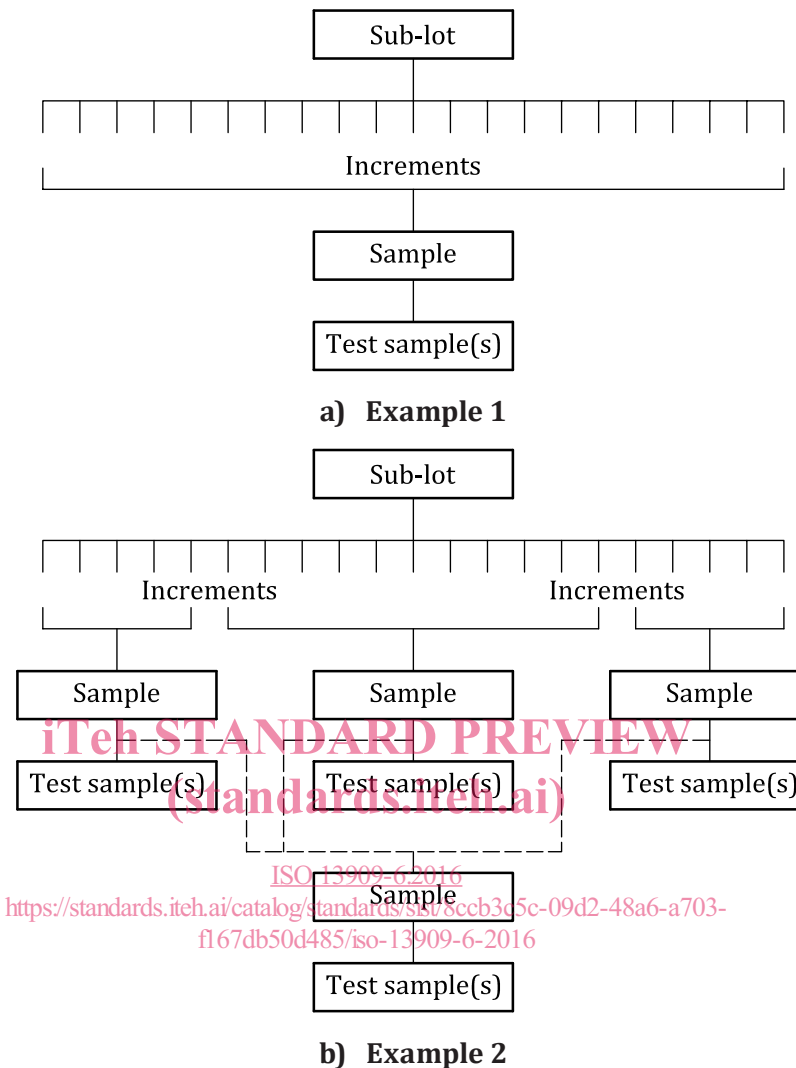 Sub-lot
Increments
Sample
Test sample(s)
a) Example 1
Sub-lot
Increments Increments
Sample Sample Sample
iTeh STANDARD PREVIEW
Test sample(s) Test sample(s) Test sample(s)
(standards.iteh.ai)
ISO 13909-6:2016
Sample
https://standards.iteh.ai/catalog/standards/sist/8ccb3c5c-09d2-48a6-a703-
f167db50d485/iso-13909-6-2016
Test sample(s)
b) Example 2